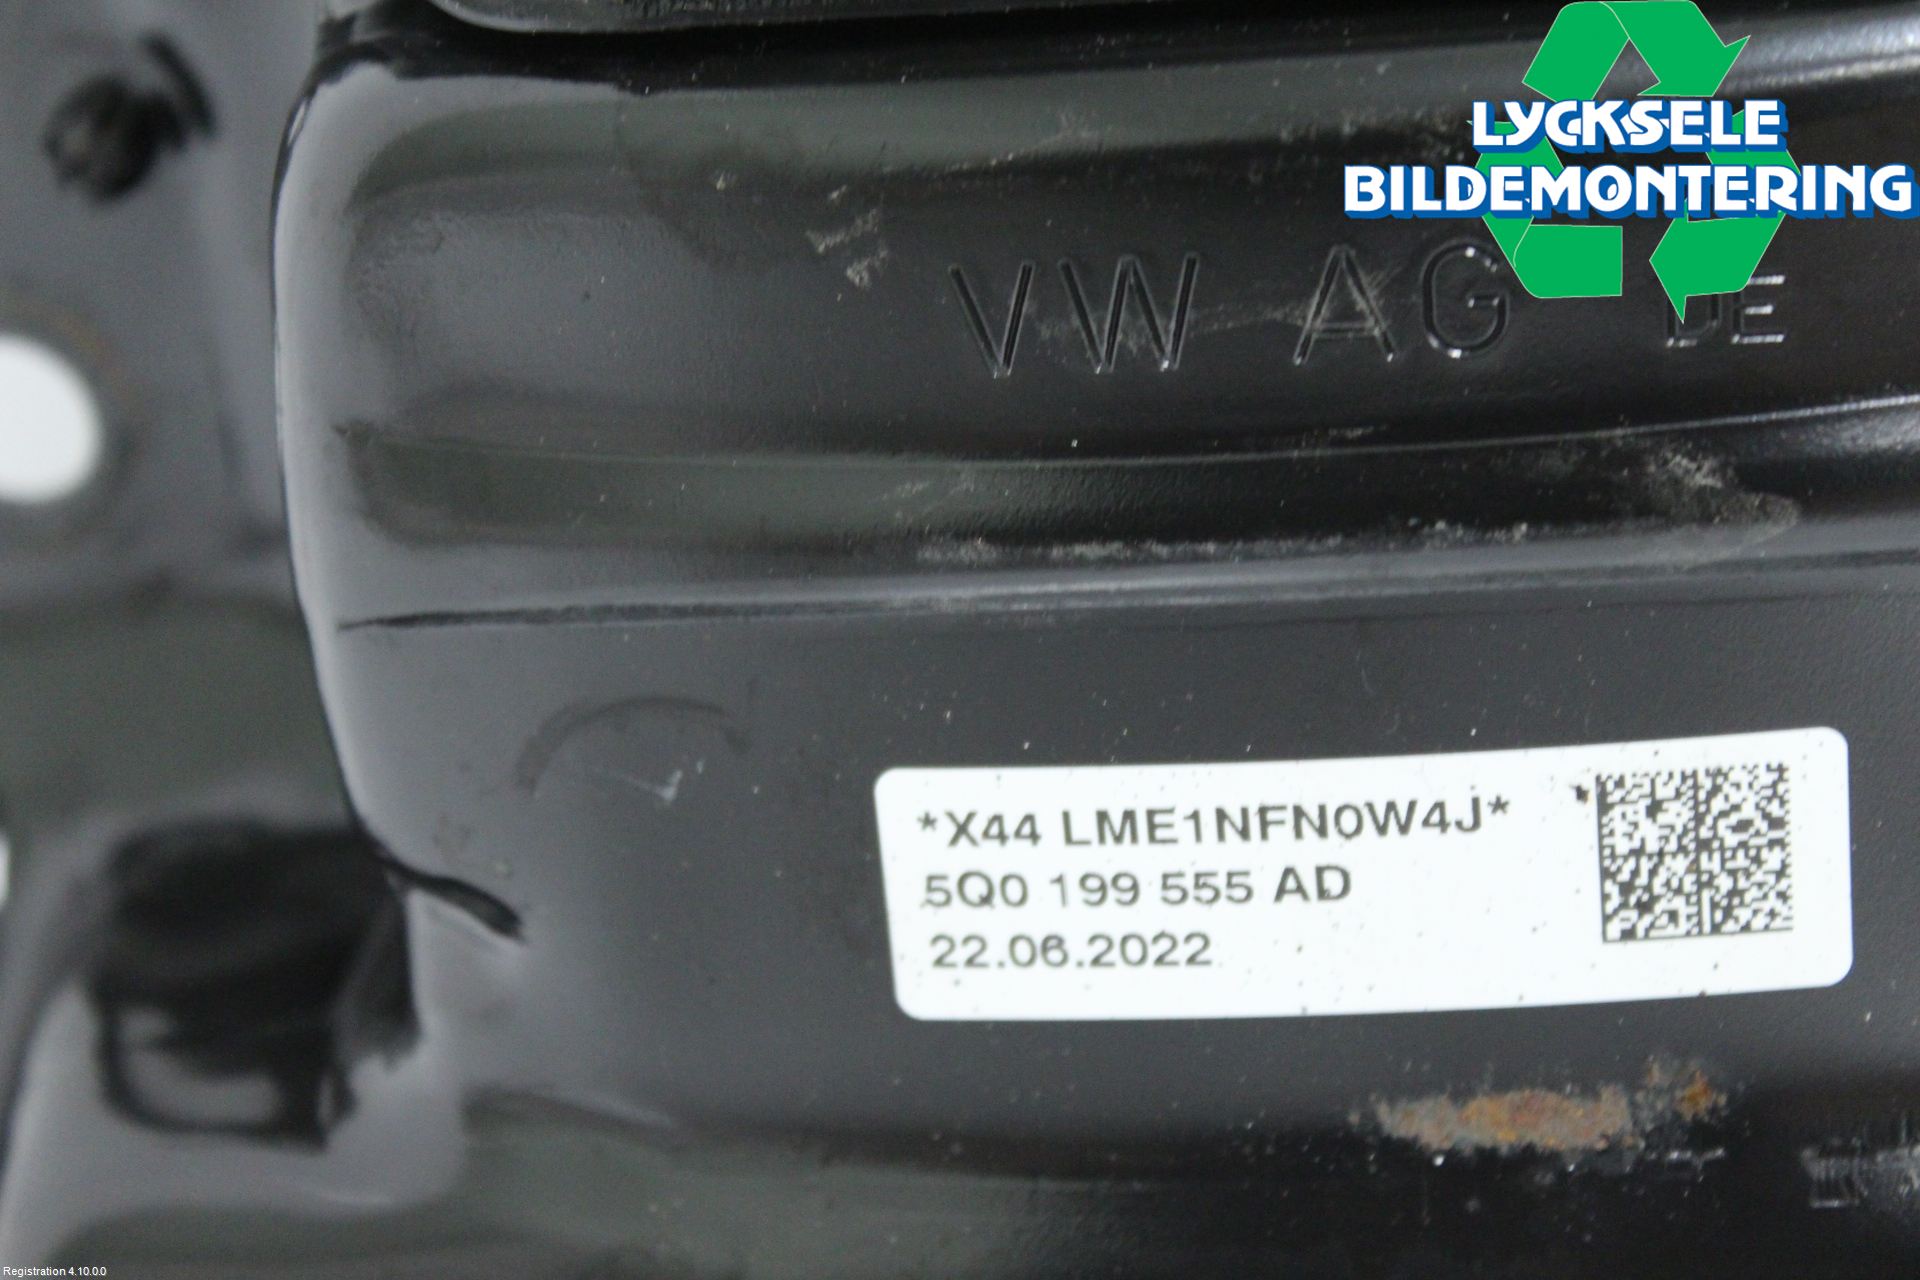 LYCKSELE
BILDEMONTERING
VW AG DE
*X44 LME1NFN0W4J*
5Q0 199 555 AD
22.06.2022
Registration 4.10.0.0